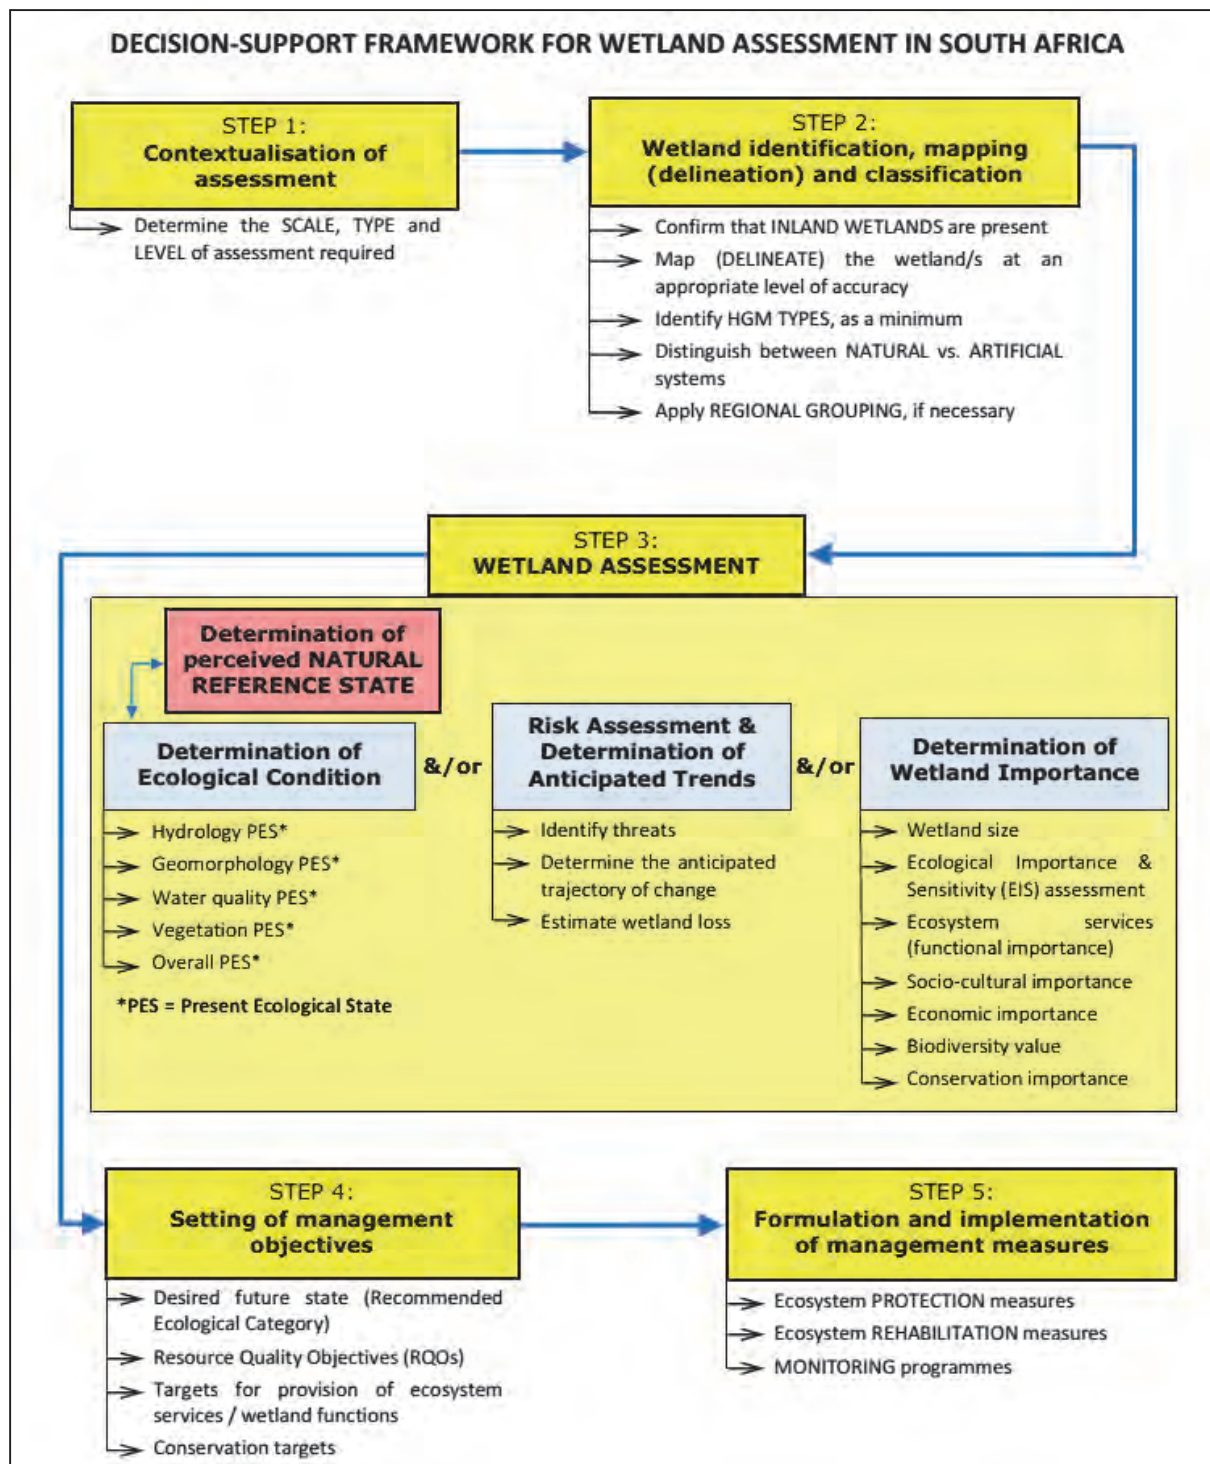 DECISION-SUPPORT FRAMEWORK FOR WETLAND ASSESSMENT IN SOUTH AFRICA
STEP 1:
Contextualisation of
assessment
Determine the SCALE, TYPE and
LEVEL of assessment required
STEP 2:
Wetland identification, mapping
(delineation) and classification
Confirm that INLAND WETLANDS are present
Map (DELINEATE) the wetland/s at an
appropriate level of accuracy
Identify HGM TYPES, as a minimum
Distinguish between NATURAL vs. ARTIFICIAL
systems
Apply REGIONAL GROUPING, if necessary
STEP 3:
WETLAND ASSESSMENT
Determination of
perceived NATURAL
REFERENCE STATE
Determination of
Ecological Condition
Hydrology PES*
Geomorphology PES*
Water quality PES*
Vegetation PES*
Overall PES*
*PES = Present Ecological State
&/or
Risk Assessment &
Determination of
Anticipated Trends
Identify threats
Determine the anticipated
trajectory of change
Estimate wetland loss
&/or
Determination of
Wetland Importance
Wetland size
Ecological Importance &
Sensitivity (EIS) assessment
Ecosystem services
(functional importance)
Socio-cultural importance
Economic importance
Biodiversity value
Conservation importance
STEP 4:
Setting of management
objectives
Desired future state (Recommended
Ecological Category)
Resource Quality Objectives (RQOs)
Targets for provision of ecosystem
services / wetland functions
Conservation targets
STEP 5:
Formulation and implementation
of management measures
Ecosystem PROTECTION measures
Ecosystem REHABILITATION measures
MONITORING programmes